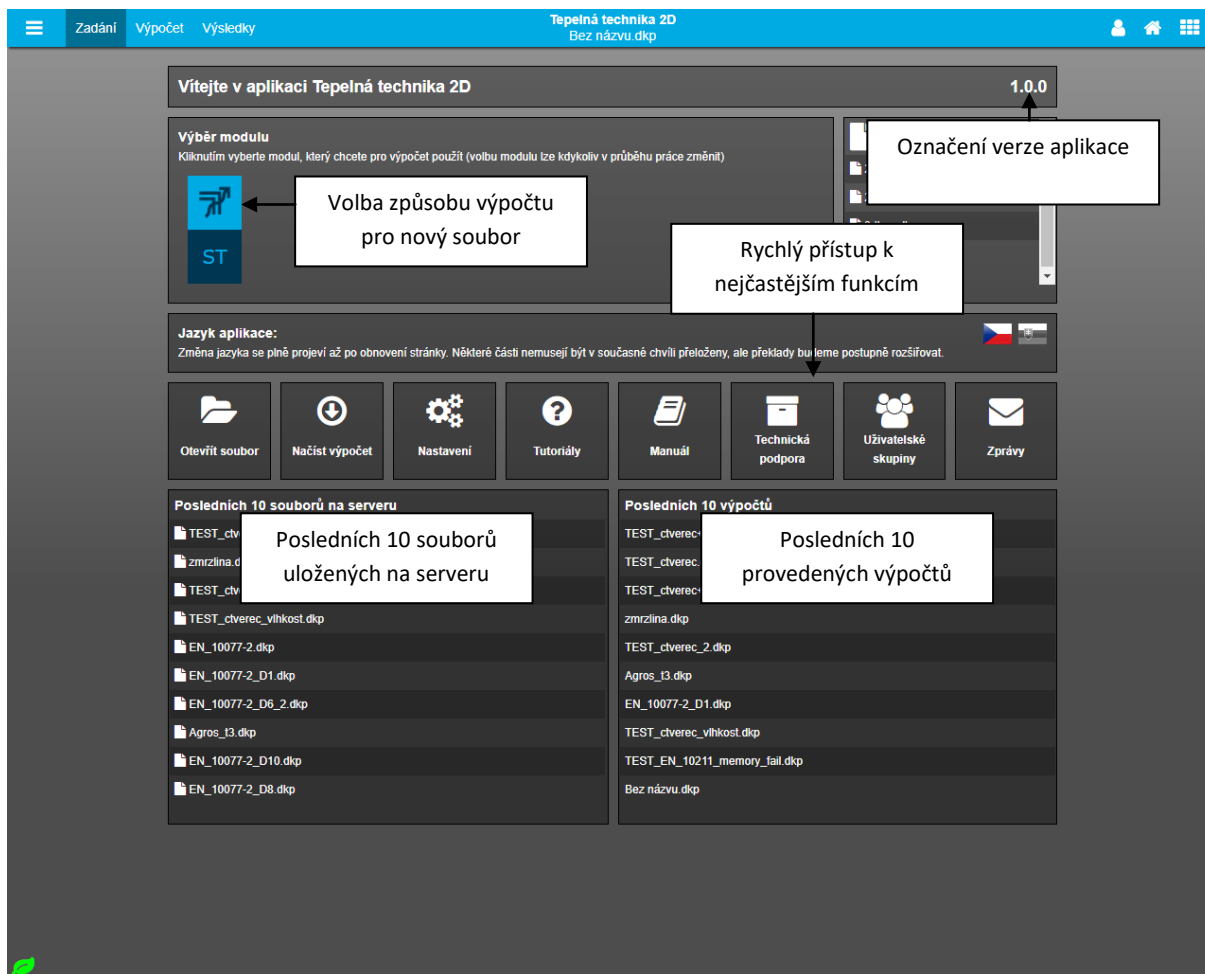 Zadání Výpočet Výsledky
Tepelná technika 2D
Bez názvu.dkp
Vítejte v aplikaci Tepelná technika 2D
1.0.0
Výběr modulu
Kliknutím vyberte modul, který chcete pro výpočet použít (volbu modulu lze kdykoliv v průběhu práce změnit)
ST
Volba způsobu výpočtu
pro nový soubor
Označení verze aplikace
Rychlý přístup k
nejčastějším funkcím
Jazyk aplikace:
Změna jazyka se plně projeví až po obnovení stránky. Některé části nemusejí být v současné chvíli přeloženy, ale překlady budeme postupně rozšiřovat.
Otevřít soubor
Načíst výpočet
Nastavení
Tutoriály
Manuál
Technická
podpora
Uživatelské
skupiny
Zprávy
Posledních 10 souborů na serveru
TEST_ctv
zmrzlina.d
TEST_ctv
TEST_ctverec_vlhkost.dkp
EN_10077-2.dkp
EN_10077-2_D1.dkp
EN_10077-2_D6_2.dkp
Agros_t3.dkp
EN_10077-2_D10.dkp
EN_10077-2_D8.dkp
Posledních 10 souborů
uložených na serveru
Posledních 10 výpočtů
TEST_ctverec+
TEST_ctverec.
TEST_ctverec+
zmrzlina.dkp
TEST_ctverec_2.dkp
Agros_t3.dkp
EN_10077-2_D1.dkp
TEST_ctverec_vlhkost.dkp
TEST_EN_10211_memory_fail.dkp
Bez názvu.dkp
Posledních 10
provedených výpočtů